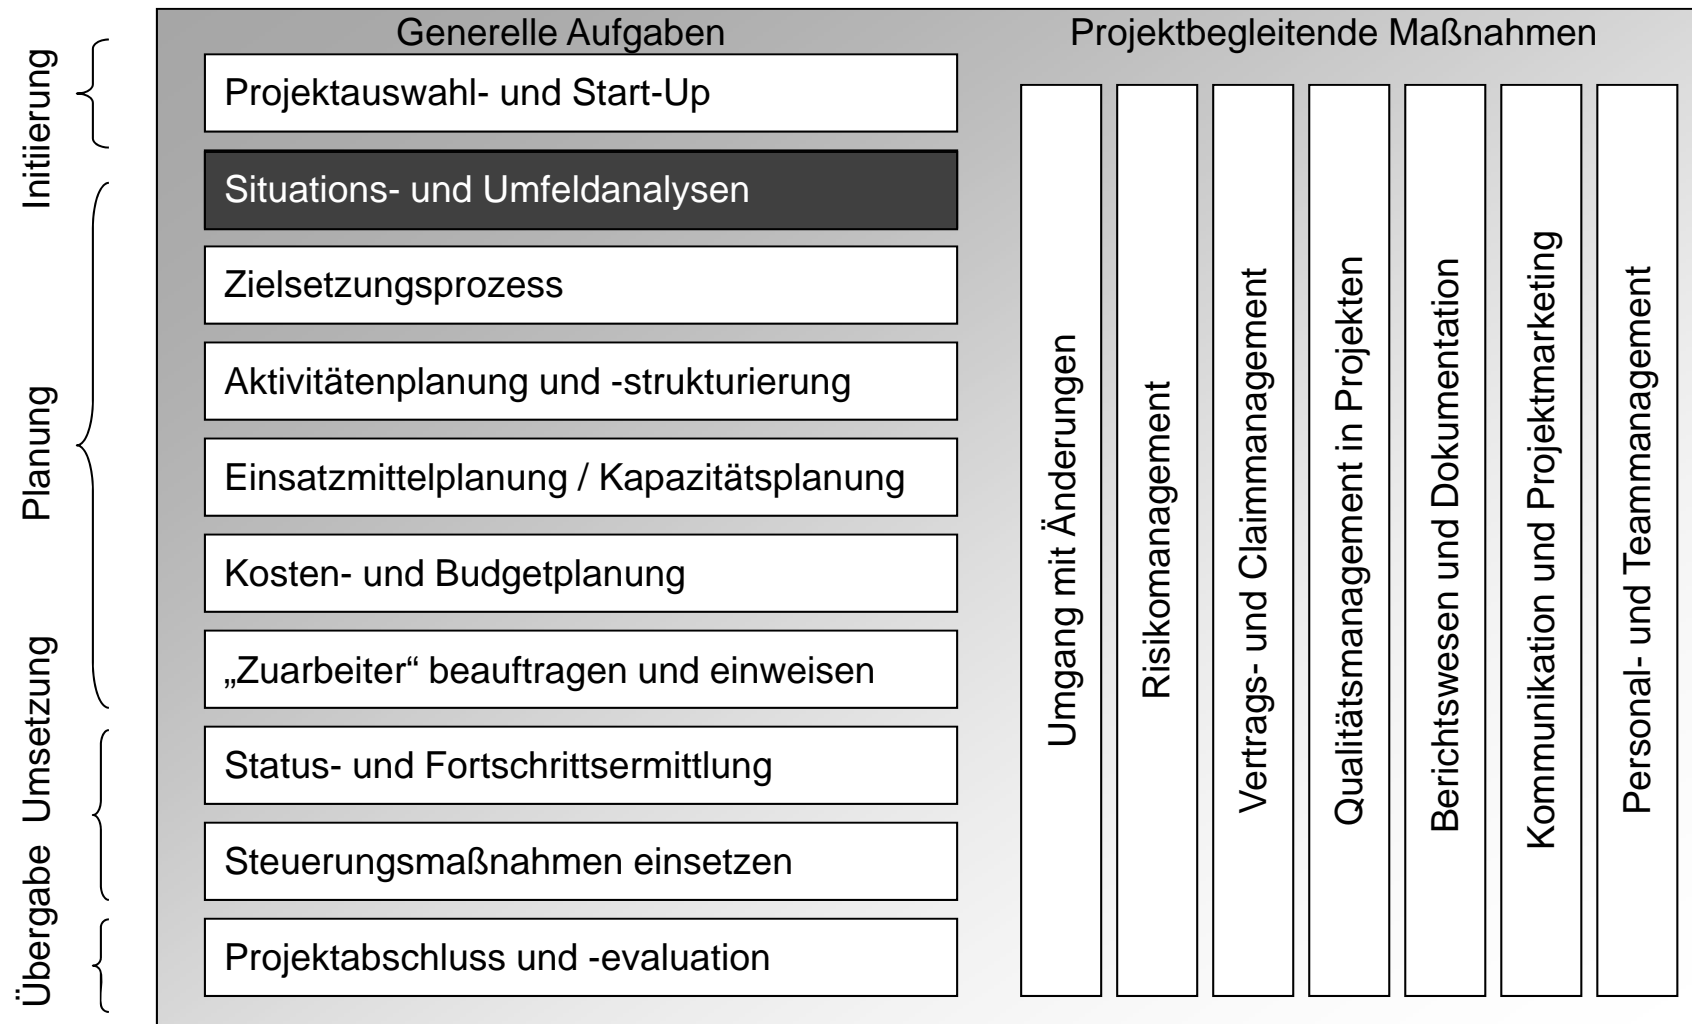 Generelle Aufgaben
Projektbegleitende Maßnahmen
Initiierung
Planung
Umsetzung
Übergabe
Projektauswahl- und Start-Up
Situations- und Umfeldanalysen
Zielsetzungsprozess
Aktivitätenplanung und -strukturierung
Einsatzmittelplanung / Kapazitätsplanung
Kosten- und Budgetplanung
„Zuarbeiter“ beauftragen und einweisen
Status- und Fortschrittsermittlung
Steuerungsmaßnahmen einsetzen
Projektabschluss und -evaluation
Umgang mit Änderungen
Risikomanagement
Vertrags- und Claimmanagement
Qualitätsmanagement in Projekten
Berichtswesen und Dokumentation
Kommunikation und Projektmarketing
Personal- und Teammanagement